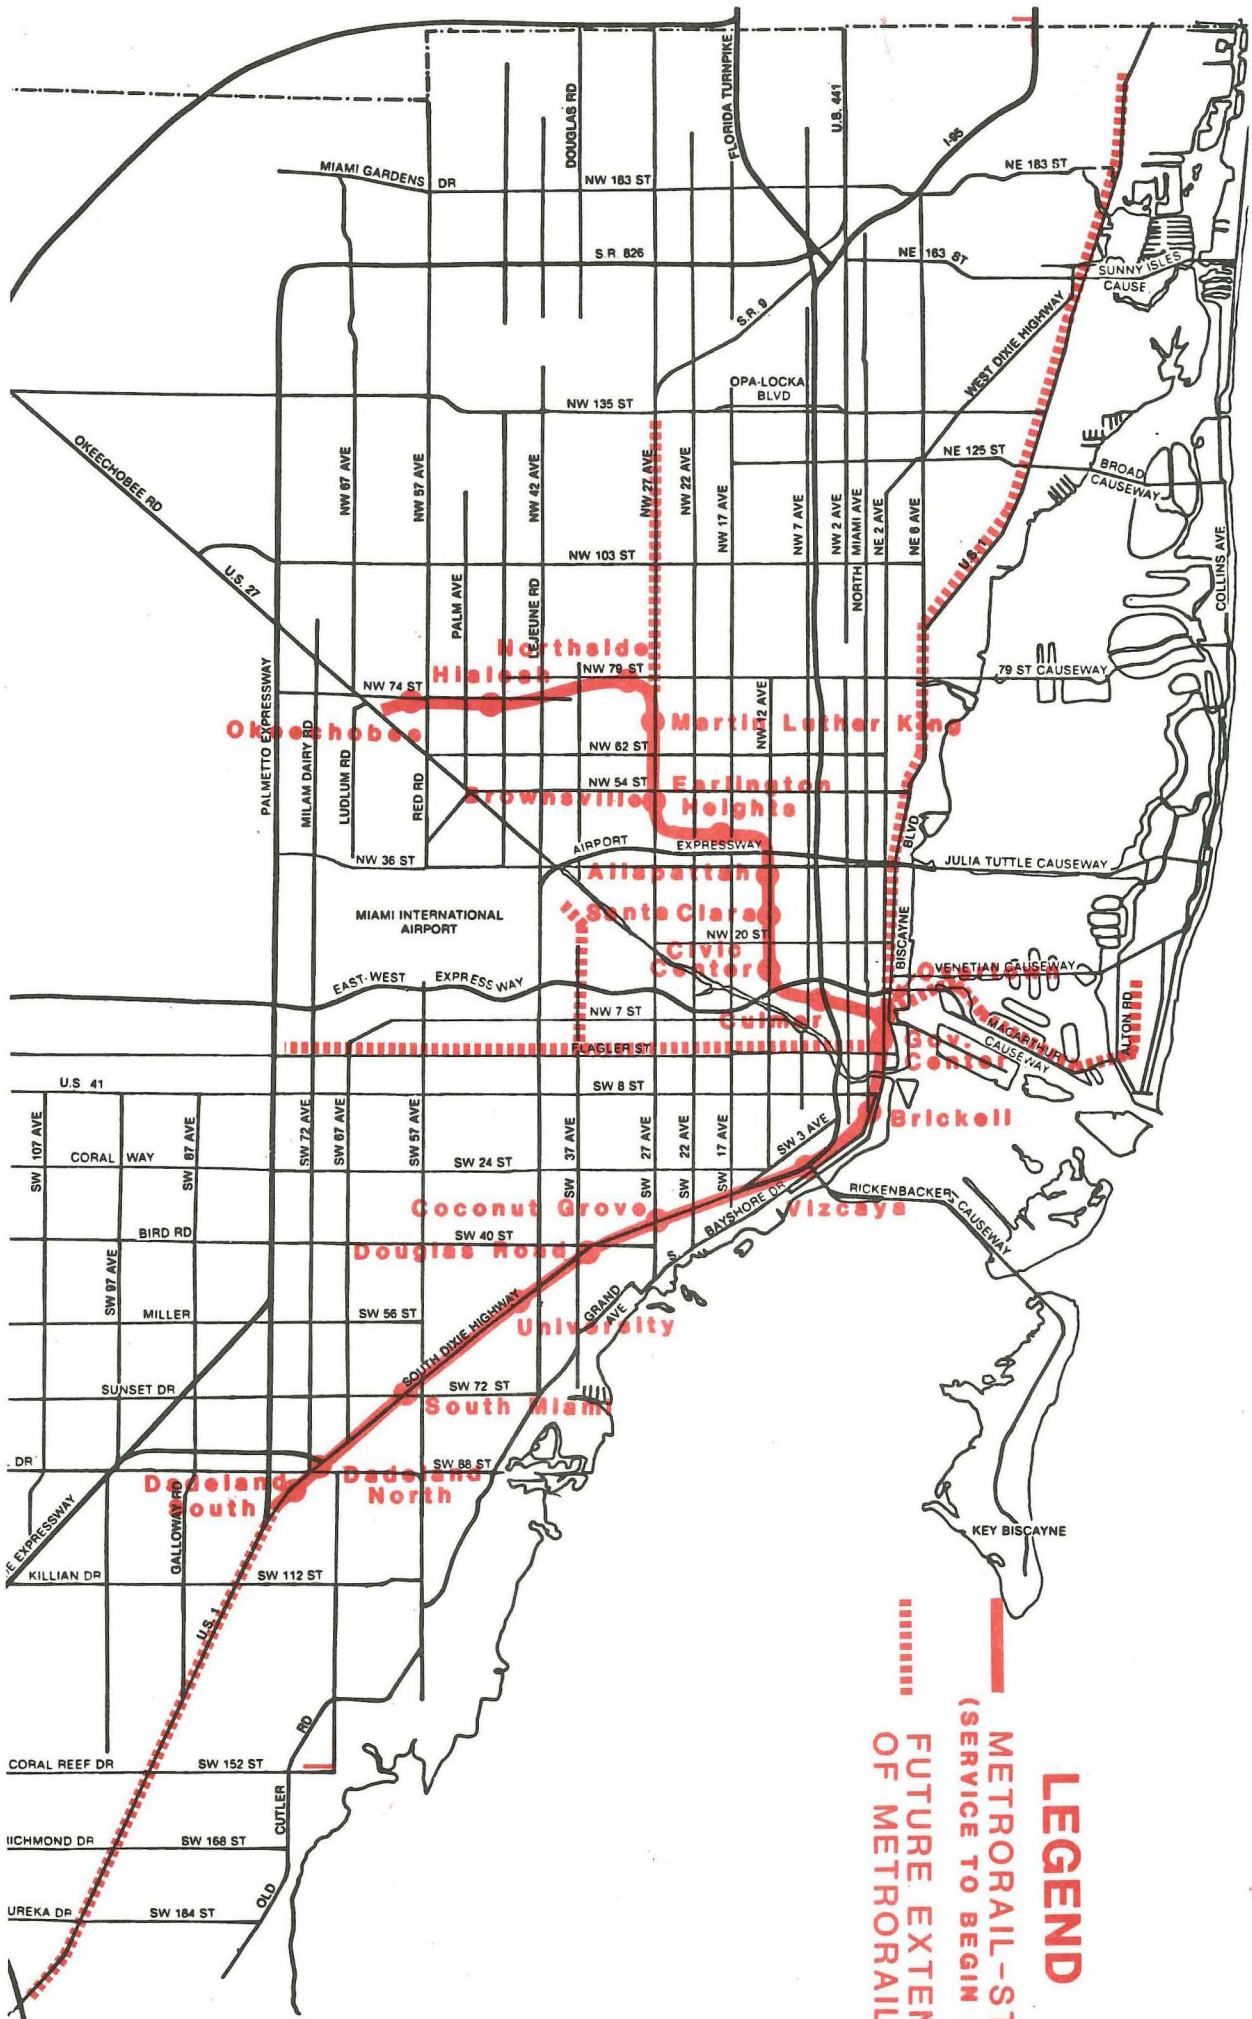 DOUGLAS RD
FLORIDA TURNPIKE
U.S. 441
I-95
MIAMI GARDENS DR
NW 183 ST
NE 183 ST
S.R. 826
NE 163 ST
SUNNY ISLES
CAUSE.
S.R. 9
WEST DIXIE HIGHWAY
OPA-LOCKA
BLVD
NW 135 ST
OKEECHOBEE RD
NE 125 ST
BROAD
CAUSEWAY
NW 67 AVE
NW 57 AVE
NW 42 AVE
NW 27 AVE
NW 22 AVE
NW 17 AVE
NW 7 AVE
NW 2 AVE
NORTH MIAMI AVE
NE 2 AVE
NE 6 AVE
U.S. 1
COLLINS AVE.
NW 103 ST
U.S. 27
PALM AVE
LEJEUNE RD
Northside
NW 79 ST
79 ST CAUSEWAY
Hialeah
NW 74 ST
Okeechobee
Martin Luther King
NW 12 AVE
PALMETTO EXPRESSWAY
MILAM DAIRY RD
LUDLUM RD
RED RD
NW 62 ST
NW 54 ST
Earlington
Heights
Brownsville
AIRPORT EXPRESSWAY
NW 36 ST
JULIA TUTTLE CAUSEWAY
Allapattah
MIAMI INTERNATIONAL
AIRPORT
Santa Clara
NW 20 ST
BISCAYNE BLVD
Civic
Center
Overtown
VENETIAN CAUSEWAY
EAST-WEST EXPRESSWAY
NW 7 ST
Culmer
FLAGLER ST
Gov.
Center
MACARTHUR
CAUSEWAY
ALTON RD
U.S 41
SW 8 ST
Brickell
SW 107 AVE
SW 87 AVE
SW 72 AVE
SW 67 AVE
SW 57 AVE
SW 37 AVE
SW 27 AVE
SW 22 AVE
SW 17 AVE
SW 3 AVE
CORAL WAY
SW 24 ST
RICKENBACKER CAUSEWAY
Vizcaya
S. BAYSHORE DR
Coconut Grove
BIRD RD
SW 40 ST
Douglas Road
SW 97 AVE
MILLER
SW 56 ST
SOUTH DIXIE HIGHWAY
GRAND
AVE
University
SUNSET DR
SW 72 ST
South Miami
DR
SW 88 ST
Dadeland
South
Dadeland
North
GALLOWAY RD
KEY BISCAYNE
E EXPRESSWAY
KILLIAN DR
SW 112 ST
U.S. 1
CORAL REEF DR
SW 152 ST
OLD CUTLER RD
ICHMOND DR
SW 168 ST
UREKA DR
SW 184 ST
LEGEND
METRORAIL-ST
(SERVICE TO BEGIN
FUTURE EXTEN
OF METRORAIL